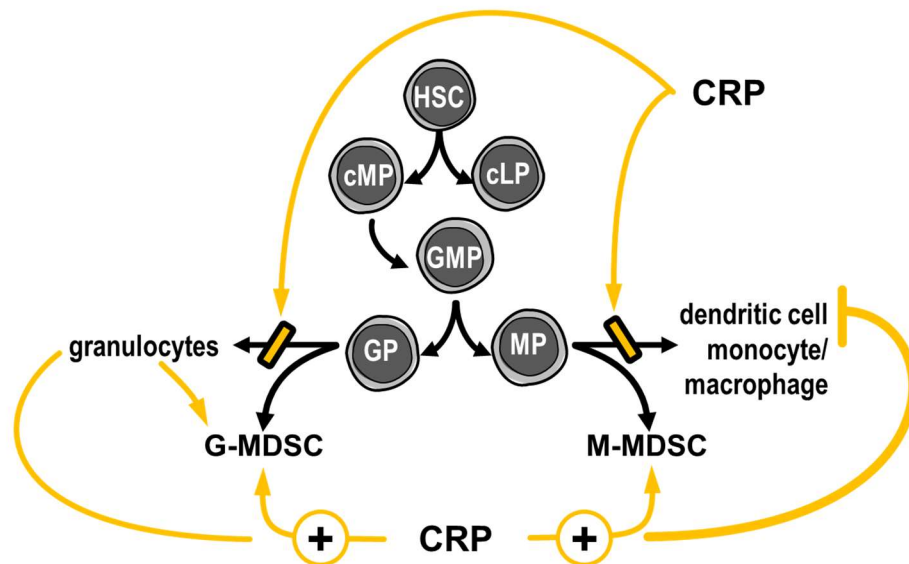 HSC
CRP
cMP
cLP
GMP
granulocytes
GP
MP
dendritic cell
monocyte/
macrophage
G-MDSC
M-MDSC
+
CRP
+